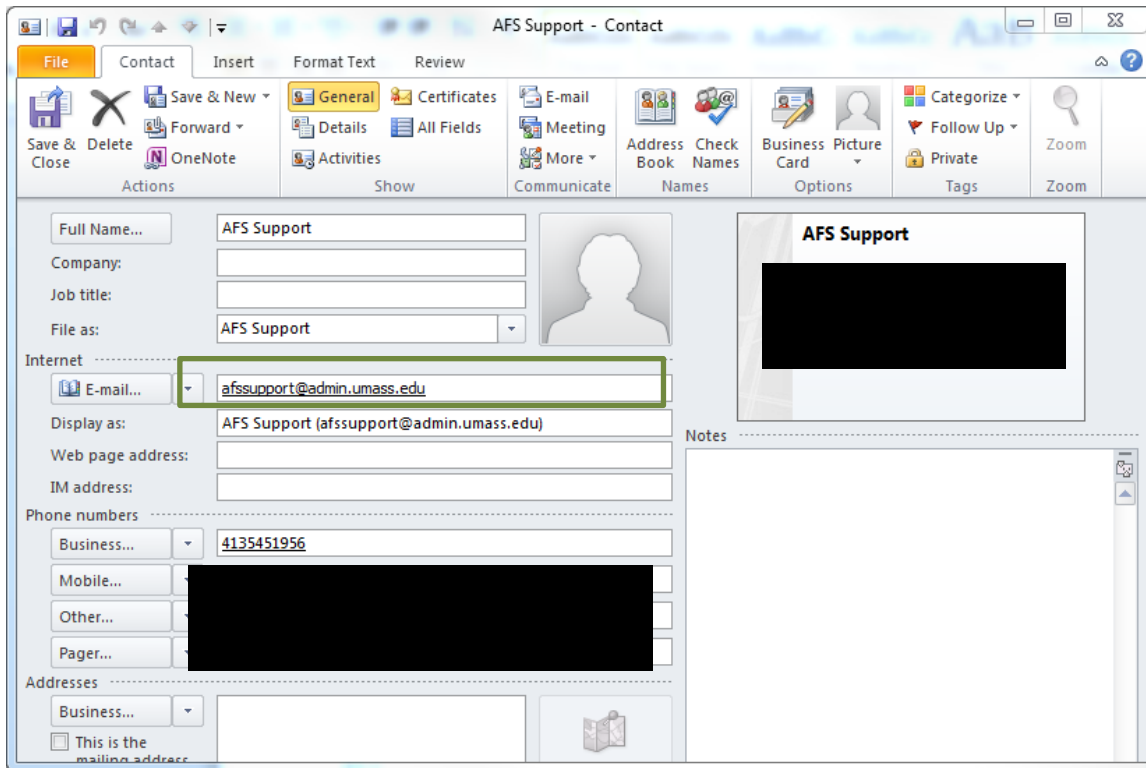 AFS Support - Contact
File Contact Insert Format Text Review
Save & Close
Delete
Save & New
Forward
OneNote
Actions
General
Details
Activities
Certificates
All Fields
Show
E-mail
Meeting
More
Communicate
Address Book
Check Names
Names
Business Card
Picture
Options
Categorize
Follow Up
Private
Tags
Zoom
Zoom
Full Name... AFS Support
Company:
Job title:
File as: AFS Support
Internet
E-mail... afssupport@admin.umass.edu
Display as: AFS Support (afssupport@admin.umass.edu)
Web page address:
IM address:
Phone numbers
Business... 4135451956
Mobile...
Other...
Pager...
Addresses
Business...
This is the
mailing address
AFS Support
Notes